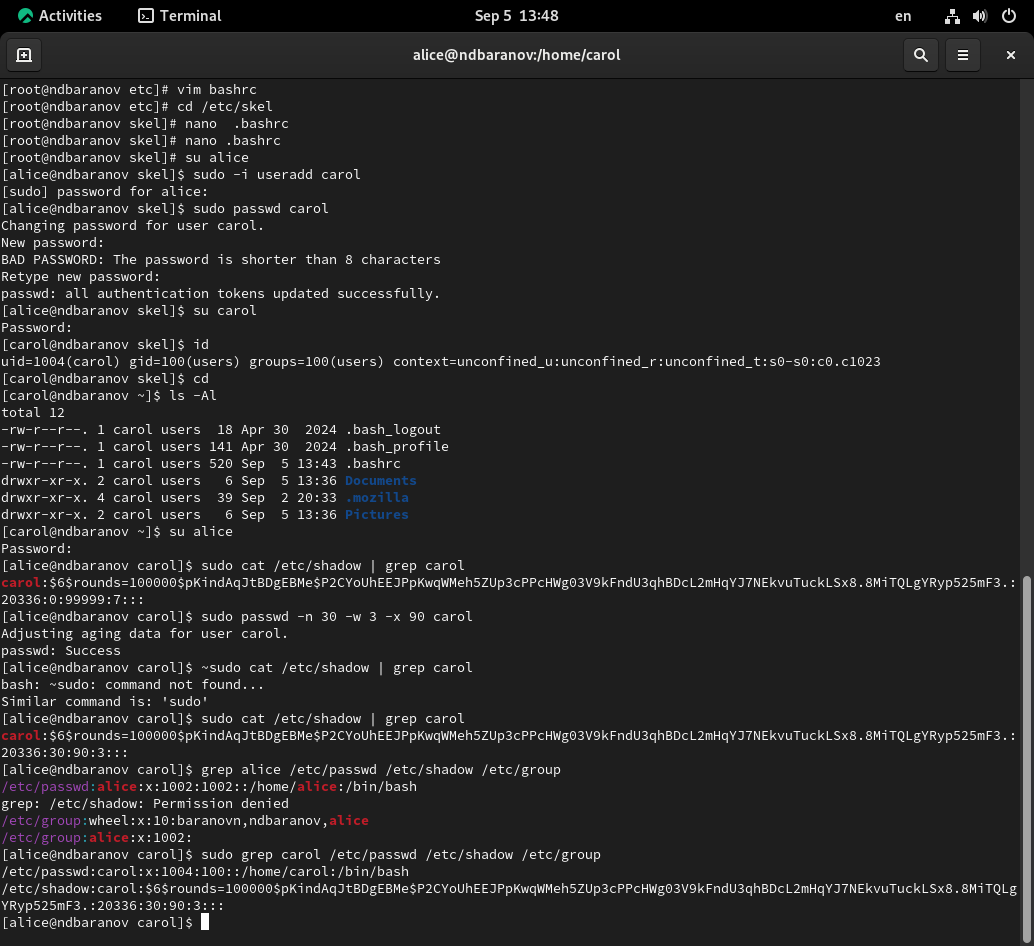 Activities Terminal Sep 5 13:48 en
alice@ndbaranov:/home/carol
[root@ndbaranov etc]# vim bashrc
[root@ndbaranov etc]# cd /etc/skel
[root@ndbaranov skel]# nano  .bashrc
[root@ndbaranov skel]# nano .bashrc
[root@ndbaranov skel]# su alice
[alice@ndbaranov skel]$ sudo -i useradd carol
[sudo] password for alice:
[alice@ndbaranov skel]$ sudo passwd carol
Changing password for user carol.
New password:
BAD PASSWORD: The password is shorter than 8 characters
Retype new password:
passwd: all authentication tokens updated successfully.
[alice@ndbaranov skel]$ su carol
Password:
[carol@ndbaranov skel]$ id
uid=1004(carol) gid=100(users) groups=100(users) context=unconfined_u:unconfined_r:unconfined_t:s0-s0:c0.c1023
[carol@ndbaranov skel]$ cd
[carol@ndbaranov ~]$ ls -Al
total 12
-rw-r--r--. 1 carol users  18 Apr 30  2024 .bash_logout
-rw-r--r--. 1 carol users 141 Apr 30  2024 .bash_profile
-rw-r--r--. 1 carol users 520 Sep  5 13:43 .bashrc
drwxr-xr-x. 2 carol users   6 Sep  5 13:36 Documents
drwxr-xr-x. 4 carol users  39 Sep  2 20:33 .mozilla
drwxr-xr-x. 2 carol users   6 Sep  5 13:36 Pictures
[carol@ndbaranov ~]$ su alice
Password:
[alice@ndbaranov carol]$ sudo cat /etc/shadow | grep carol
carol:$6$rounds=100000$pKindAqJtBDgEBMe$P2CYoUhEEJPpKwqWMeh5ZUp3cPPcHWg03V9kFndU3qhBDcL2mHqYJ7NEkvuTuckLSx8.8MiTQLgYRyp525mF3.:
20336:0:99999:7:::
[alice@ndbaranov carol]$ sudo passwd -n 30 -w 3 -x 90 carol
Adjusting aging data for user carol.
passwd: Success
[alice@ndbaranov carol]$ ~sudo cat /etc/shadow | grep carol
bash: ~sudo: command not found...
Similar command is: 'sudo'
[alice@ndbaranov carol]$ sudo cat /etc/shadow | grep carol
carol:$6$rounds=100000$pKindAqJtBDgEBMe$P2CYoUhEEJPpKwqWMeh5ZUp3cPPcHWg03V9kFndU3qhBDcL2mHqYJ7NEkvuTuckLSx8.8MiTQLgYRyp525mF3.:
20336:30:90:3:::
[alice@ndbaranov carol]$ grep alice /etc/passwd /etc/shadow /etc/group
/etc/passwd:alice:x:1002:1002::/home/alice:/bin/bash
grep: /etc/shadow: Permission denied
/etc/group:wheel:x:10:baranovn,ndbaranov,alice
/etc/group:alice:x:1002:
[alice@ndbaranov carol]$ sudo grep carol /etc/passwd /etc/shadow /etc/group
/etc/passwd:carol:x:1004:100::/home/carol:/bin/bash
/etc/shadow:carol:$6$rounds=100000$pKindAqJtBDgEBMe$P2CYoUhEEJPpKwqWMeh5ZUp3cPPcHWg03V9kFndU3qhBDcL2mHqYJ7NEkvuTuckLSx8.8MiTQLg
YRyp525mF3.:20336:30:90:3:::
[alice@ndbaranov carol]$